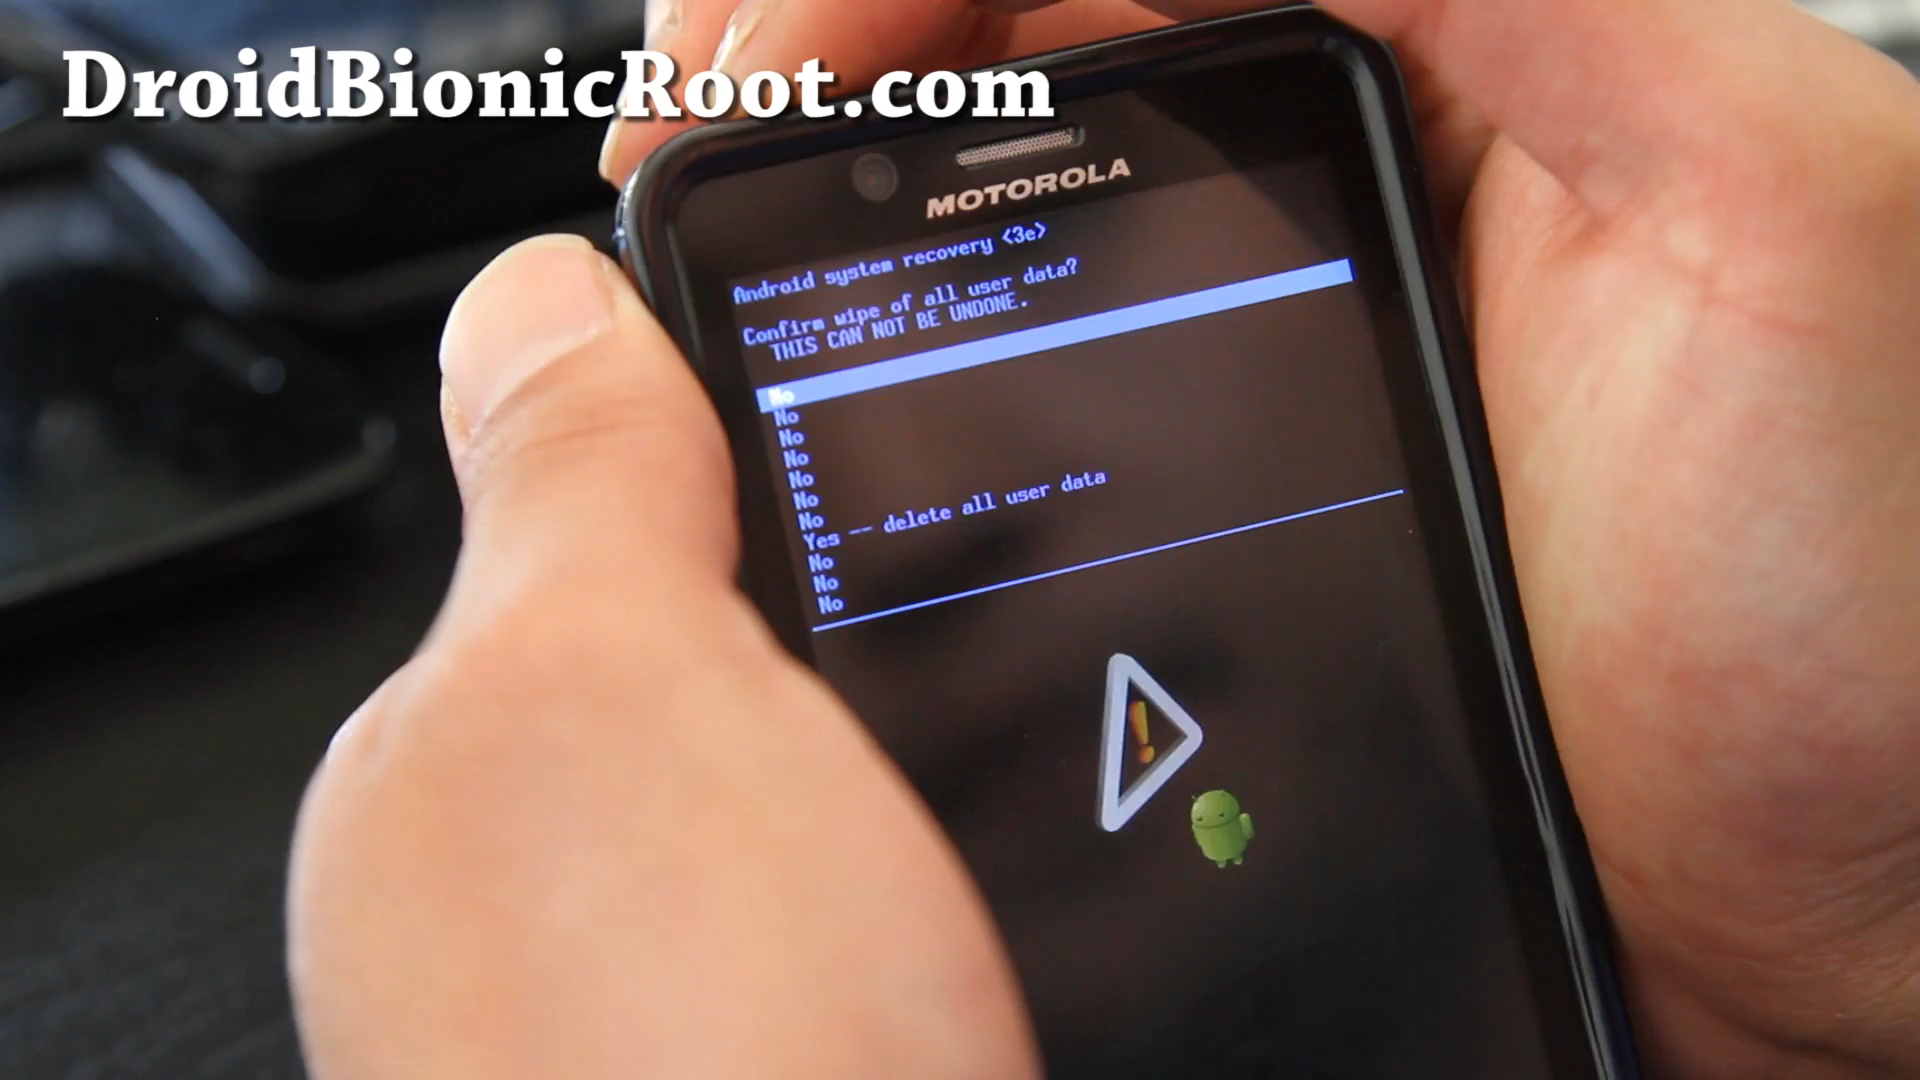 DroidBionicRoot.com
MOTOROLA
Android system recovery <3e>
Confirm wipe of all user data?
THIS CAN NOT BE UNDONE.
No
No
No
No
No
No
No
Yes -- delete all user data
No
No
No